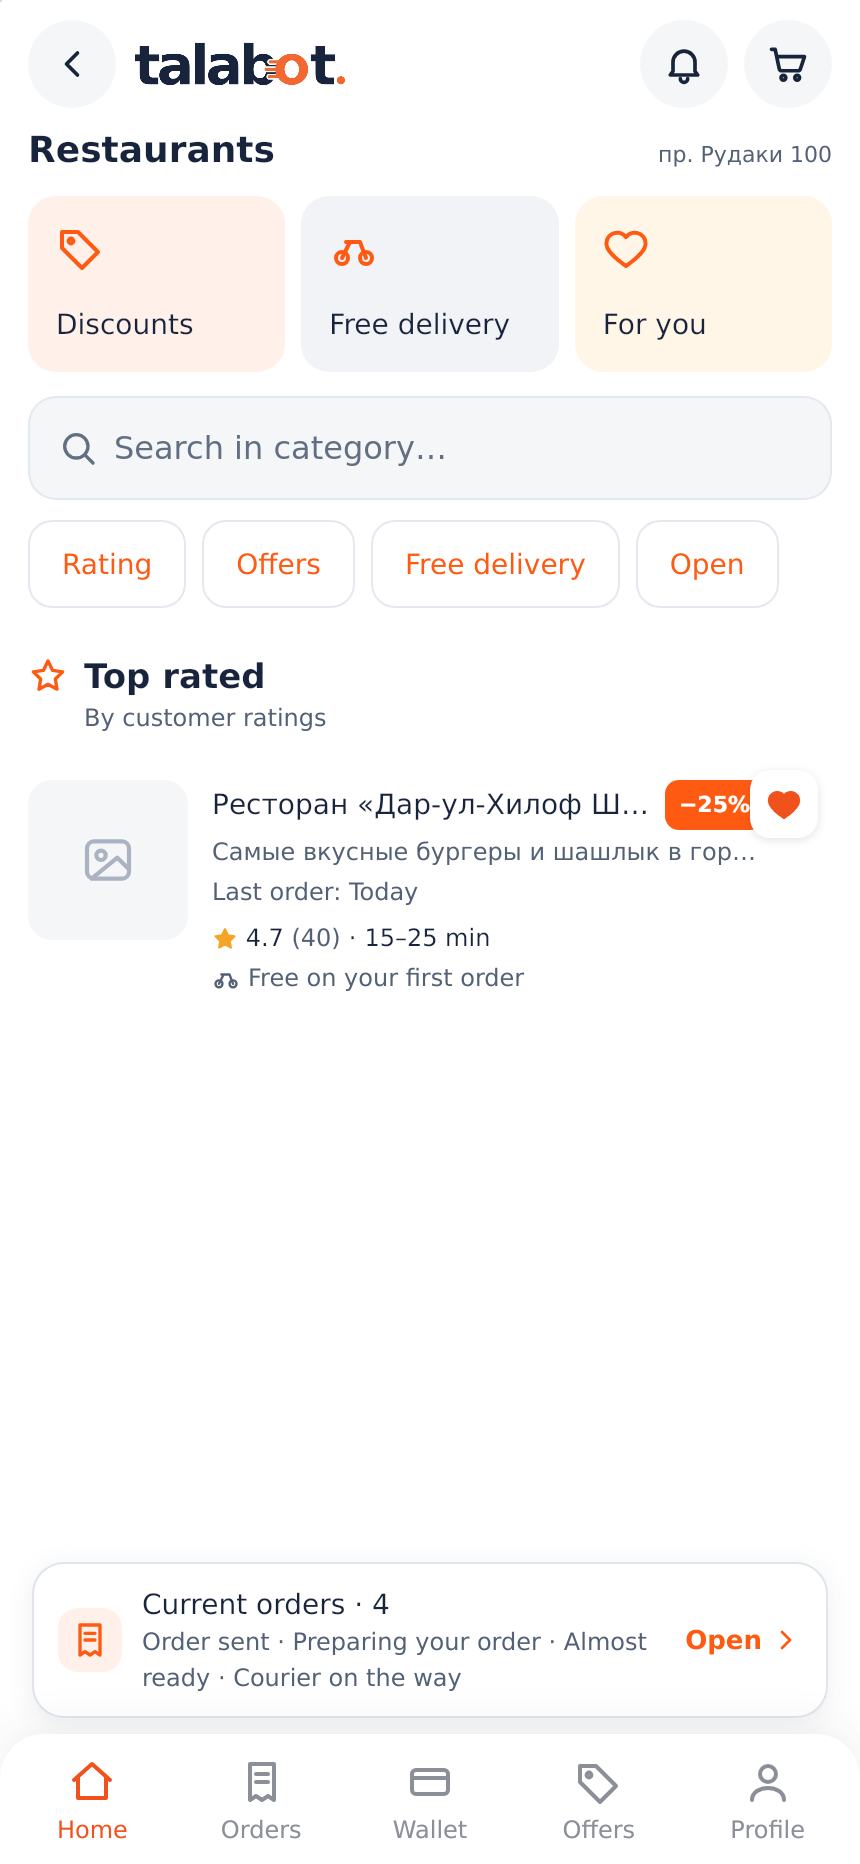 talabot.
Restaurants
пр. Рудаки 100
Discounts
Free delivery
For you
Search in category...
Rating
Offers
Free delivery
Open
Top rated
By customer ratings
Ресторан «Дар-ул-Хилоф Ш...
−25%
Самые вкусные бургеры и шашлык в гор...
Last order: Today
4.7 (40) · 15–25 min
Free on your first order
Current orders · 4
Order sent · Preparing your order · Almost
ready · Courier on the way
Open
Home
Orders
Wallet
Offers
Profile